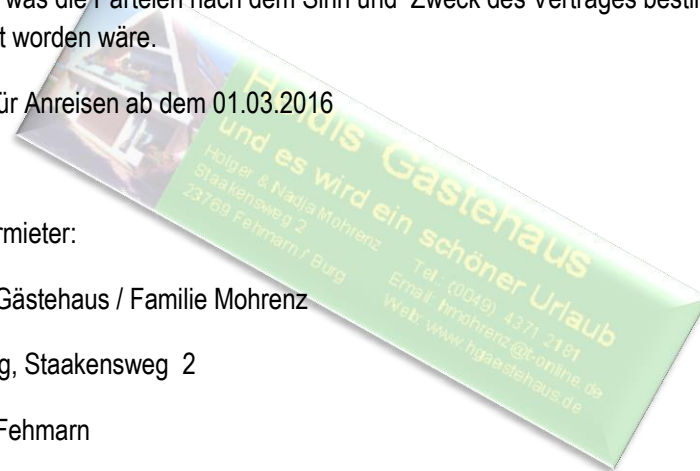 was die Parteien nach dem Sinn und Zweck des Vertrages
t worden wäre.
ür Anreisen ab dem 01.03.2016
rmieter:
Gästehaus / Familie Mohrenz
g, Staakensweg 2
Fehmarn
Heidis Gästehaus
und es wird ein schöner Urlaub
Holger & Nadja Mohrenz
Staakensweg 2
23769 Fehmarn / Burg
Tel.: (0049) 4371 2181
Email: hmohrenz@t-online.de
Web: www.hgaestehaus.de